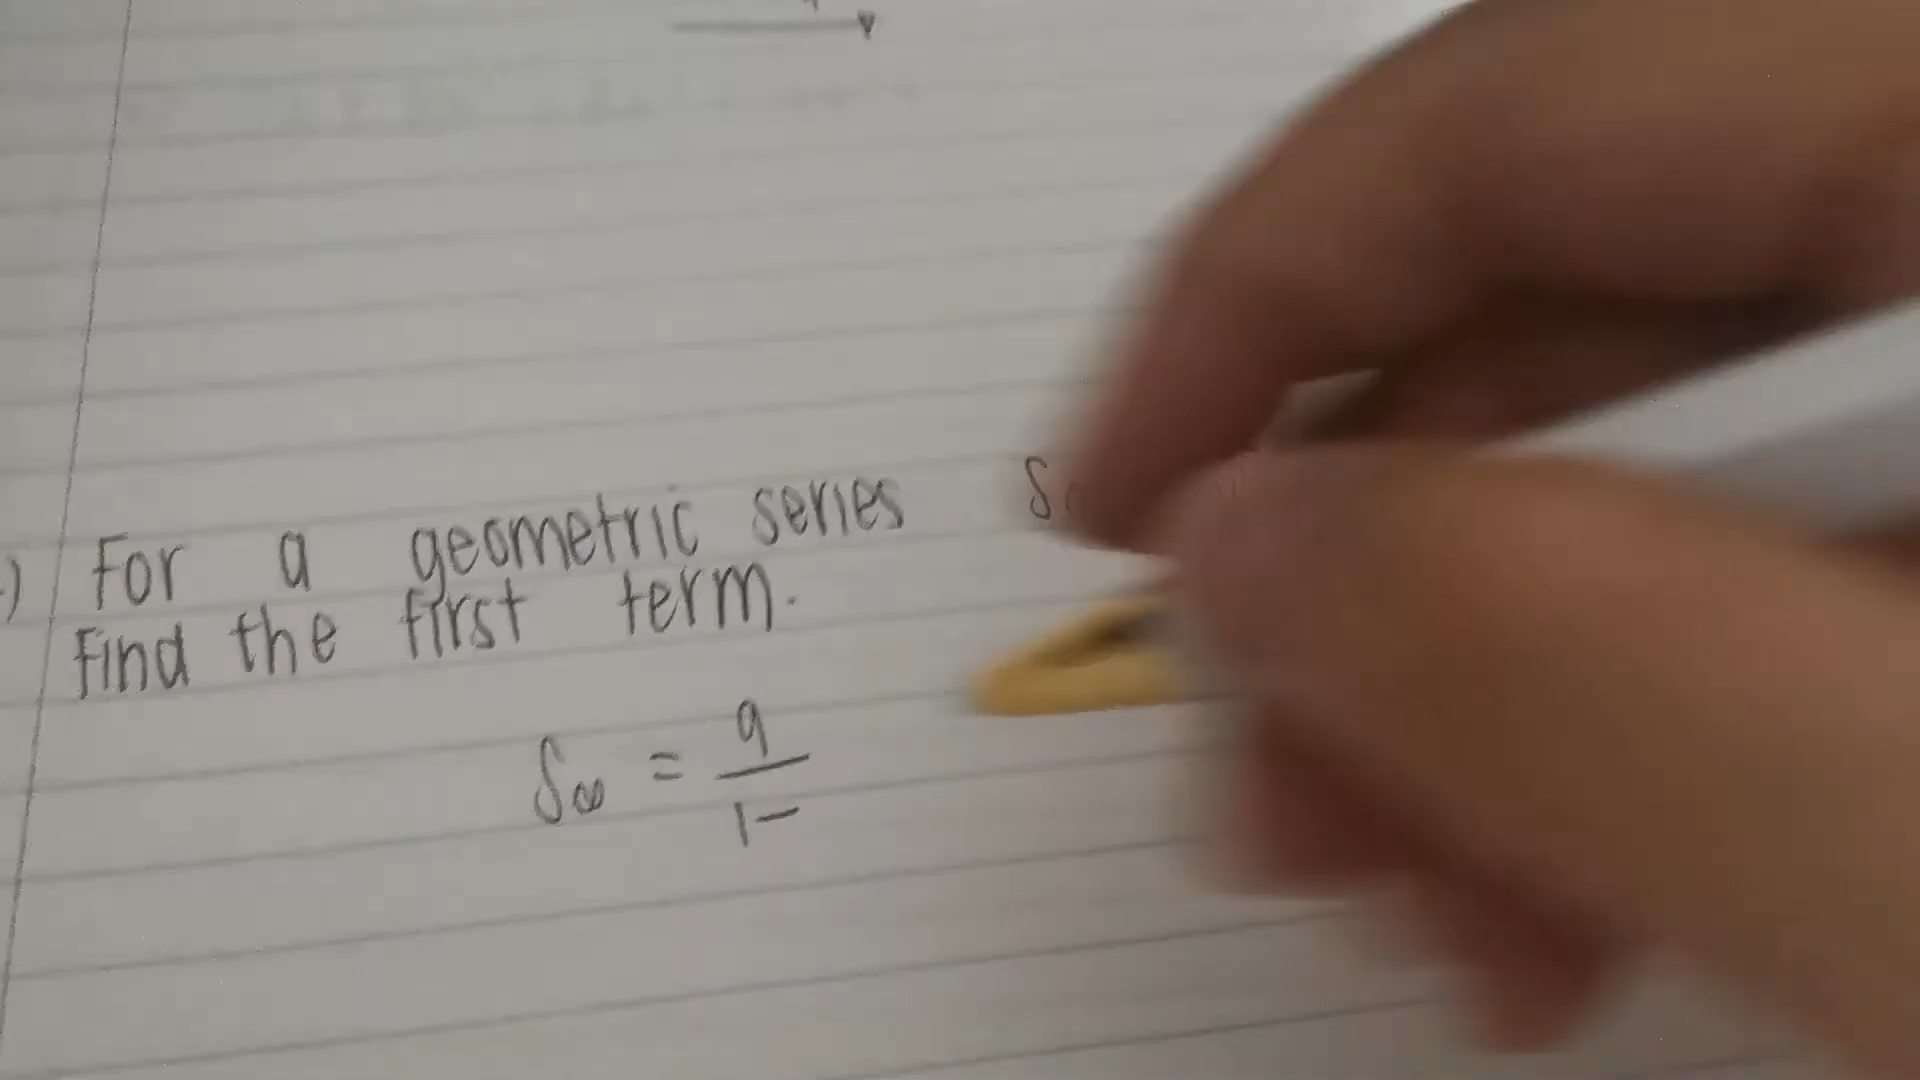 For a geometric series S
find the first term.
S∞ = a
1-